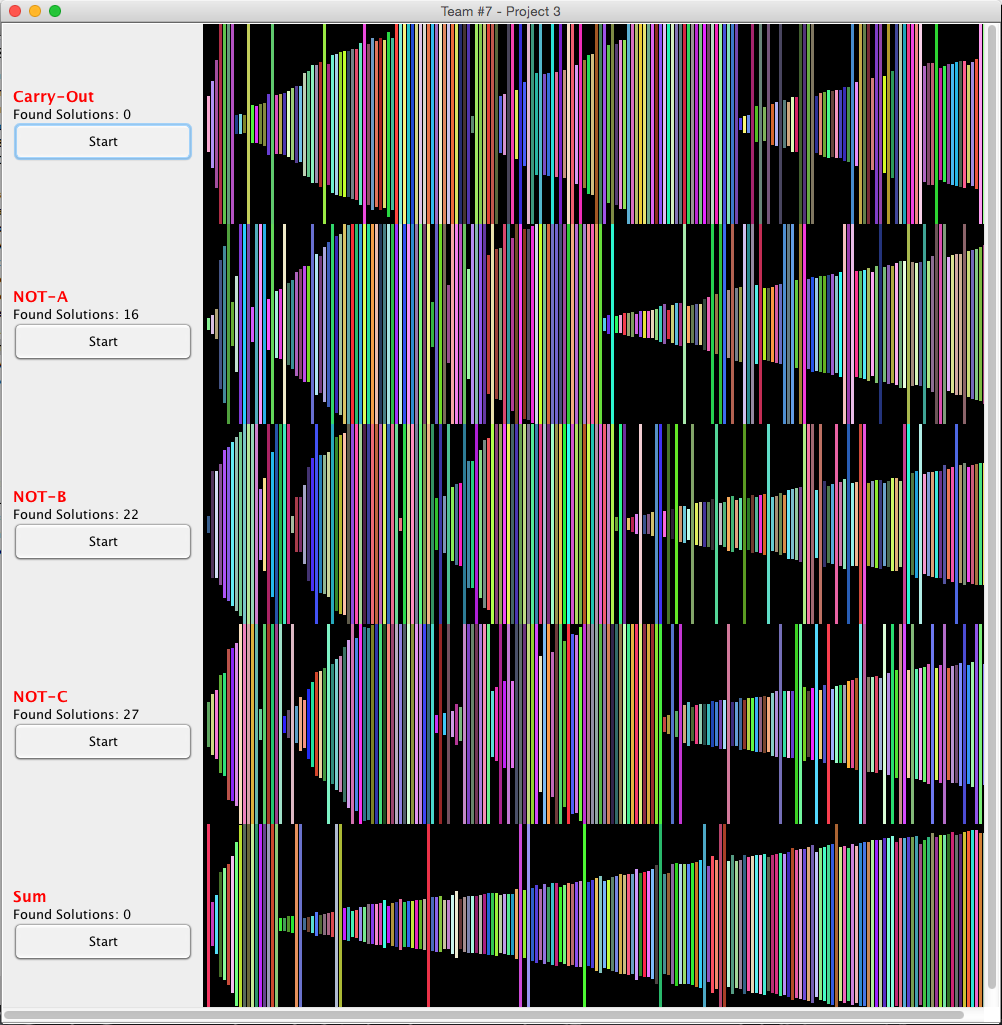 Team #7 - Project 3
Carry-Out
Found Solutions: 0
Start
NOT-A
Found Solutions: 16
Start
NOT-B
Found Solutions: 22
Start
NOT-C
Found Solutions: 27
Start
Sum
Found Solutions: 0
Start